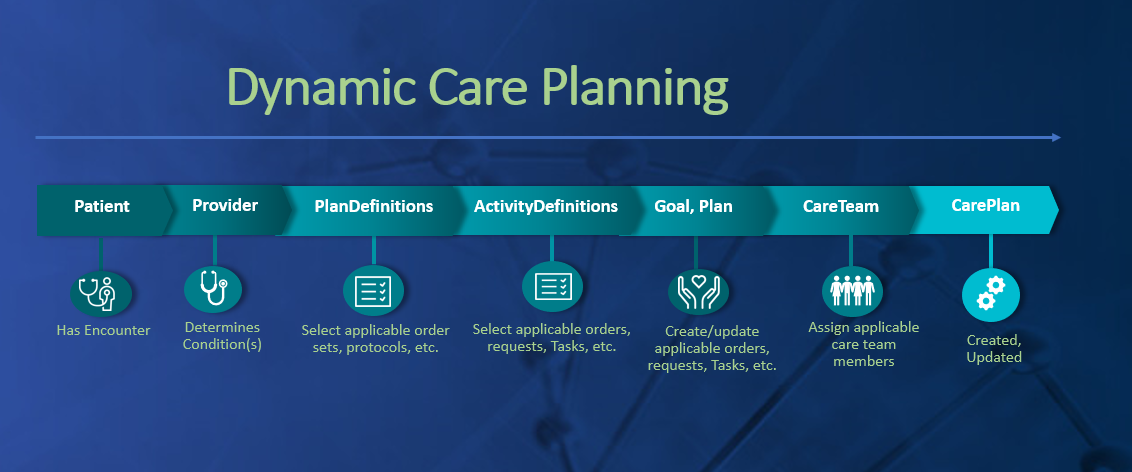 Dynamic Care Planning
Patient
Provider
PlanDefinitions
ActivityDefinitions
Goal, Plan
CareTeam
CarePlan
Has Encounter
Determines
Condition(s)
Select applicable order
sets, protocols, etc.
Select applicable orders,
requests, Tasks, etc.
Create/update
applicable orders,
requests, Tasks, etc.
Assign applicable
care team
members
Created,
Updated